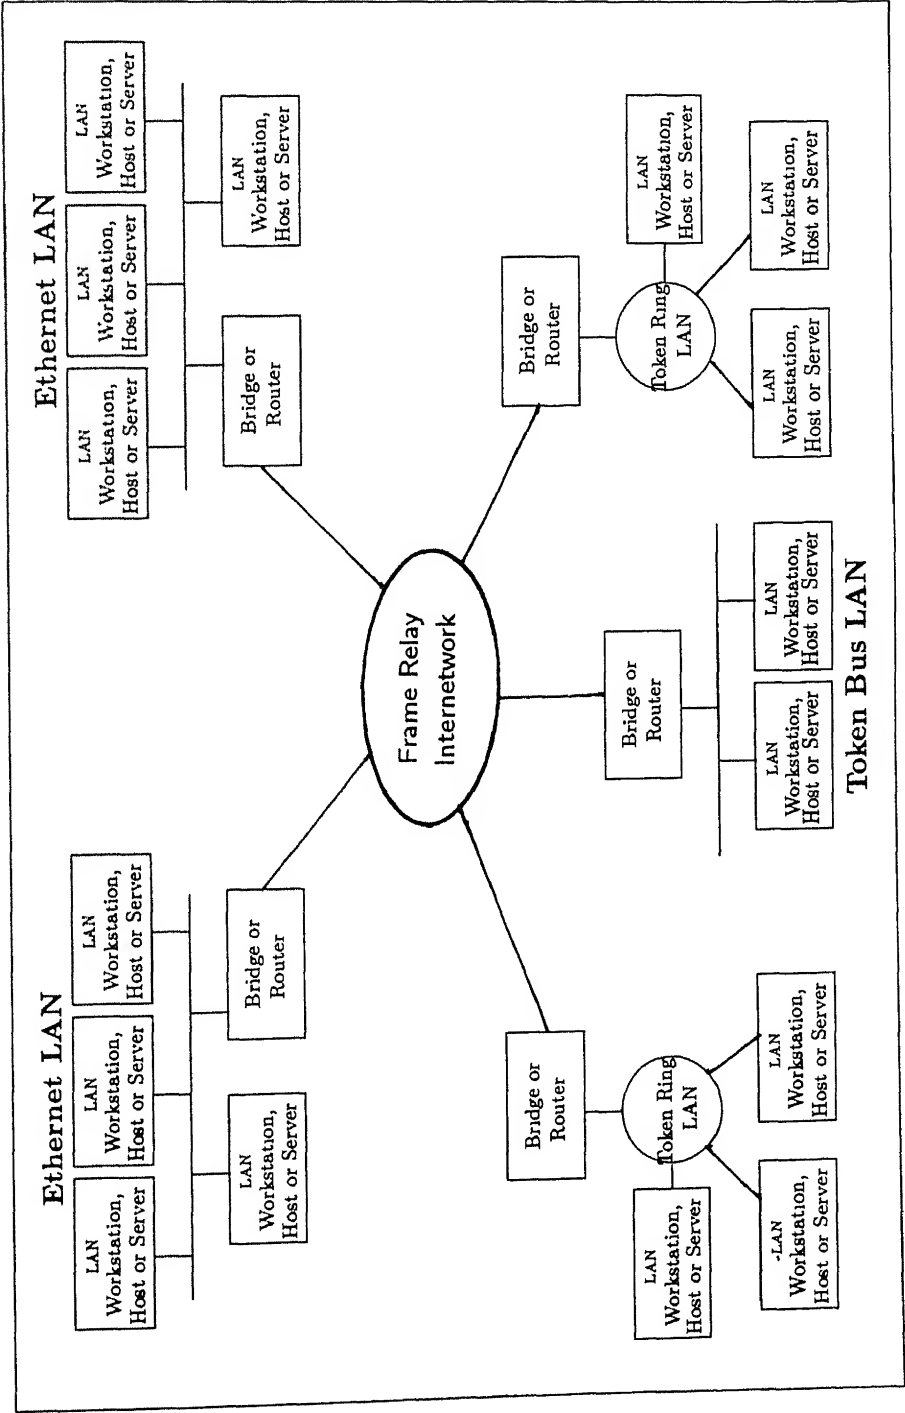 Ethernet LAN
LAN
Workstation,
Host or Server
LAN
Workstation,
Host or Server
LAN
Workstation,
Host or Server
LAN
Workstation,
Host or Server
Bridge or
Router
Ethernet LAN
LAN
Workstation,
Host or Server
LAN
Workstation,
Host or Server
LAN
Workstation,
Host or Server
Bridge or
Router
LAN
Workstation,
Host or Server
Frame Relay
Internetwork
Bridge or
Router
Token Ring
LAN
LAN
Workstation,
Host or Server
-LAN
Workstation,
Host or Server
LAN
Workstation,
Host or Server
Bridge or
Router
LAN
Workstation,
Host or Server
LAN
Workstation,
Host or Server
Token Bus LAN
Bridge or
Router
Token Ring
LAN
LAN
Workstation,
Host or Server
LAN
Workstation,
Host or Server
LAN
Workstation,
Host or Server